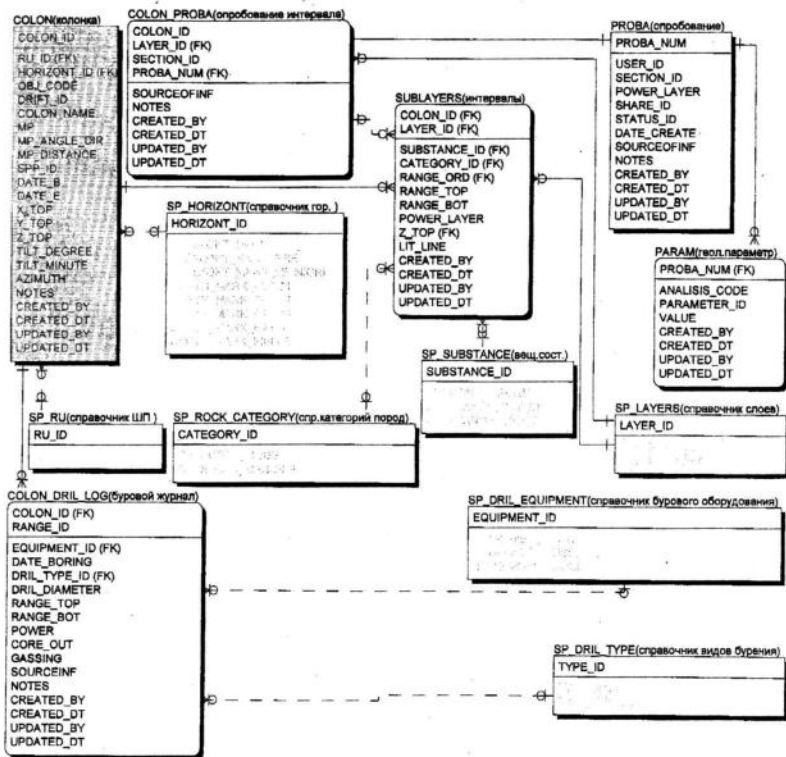 COLON(колонка)
COLON_ID
RU_ID (FK)
HORIZONT_ID (FK)
OBJ_CODE
DRIFT_ID
COLON_NAME
MP
MP_ANGLE_DIR
MP_DISTANCE
SPP_ID
DATE_B
DATE_E
X_TOP
Y_TOP
Z_TOP
TILT_DEGREE
TILT_MINUTE
AZIMUTH
NOTES
CREATED_BY
CREATED_DT
UPDATED_BY
UPDATED_DT
COLON_PROBA(опробование интервала)
COLON_ID
LAYER_ID (FK)
SECTION_ID
PROBA_NUM (FK)
SOURCEOFINF
NOTES
CREATED_BY
CREATED_DT
UPDATED_BY
UPDATED_DT
PROBA(опробование)
PROBA_NUM
USER_ID
SECTION_ID
POWER_LAYER
SHARE_ID
STATUS_ID
DATE_CREATE
SOURCEOFINF
NOTES
CREATED_BY
CREATED_DT
UPDATED_BY
UPDATED_DT
SUBLAYERS(интервалы)
COLON_ID (FK)
LAYER_ID (FK)
SUBSTANCE_ID (FK)
CATEGORY_ID (FK)
RANGE_ORD (FK)
RANGE_TOP
RANGE_BOT
POWER_LAYER
Z_TOP (FK)
LIT_LINE
CREATED_BY
CREATED_DT
UPDATED_BY
UPDATED_DT
SP_HORIZONT(справочник гор. )
HORIZONT_ID
PARAM(геол.параметр)
PROBA_NUM (FK)
ANALISIS_CODE
PARAMETER_ID
VALUE
CREATED_BY
CREATED_DT
UPDATED_BY
UPDATED_DT
SP_SUBSTANCE(вещ.сост.)
SUBSTANCE_ID
SP_RU(справочник ШП )
RU_ID
SP_ROCK_CATEGORY(спр.категорий пород)
CATEGORY_ID
SP_LAYERS(справочник слоев)
LAYER_ID
COLON_DRIL_LOG(буровой журнал)
COLON_ID (FK)
RANGE_ID
EQUIPMENT_ID (FK)
DATE_BORING
DRIL_TYPE_ID (FK)
DRIL_DIAMETER
RANGE_TOP
RANGE_BOT
POWER
CORE_OUT
GASSING
SOURCEINF
NOTES
CREATED_BY
CREATED_DT
UPDATED_BY
UPDATED_DT
SP_DRIL_EQUIPMENT(справочник бурового оборудования)
EQUIPMENT_ID
SP_DRIL_TYPE(справочник видов бурения)
TYPE_ID